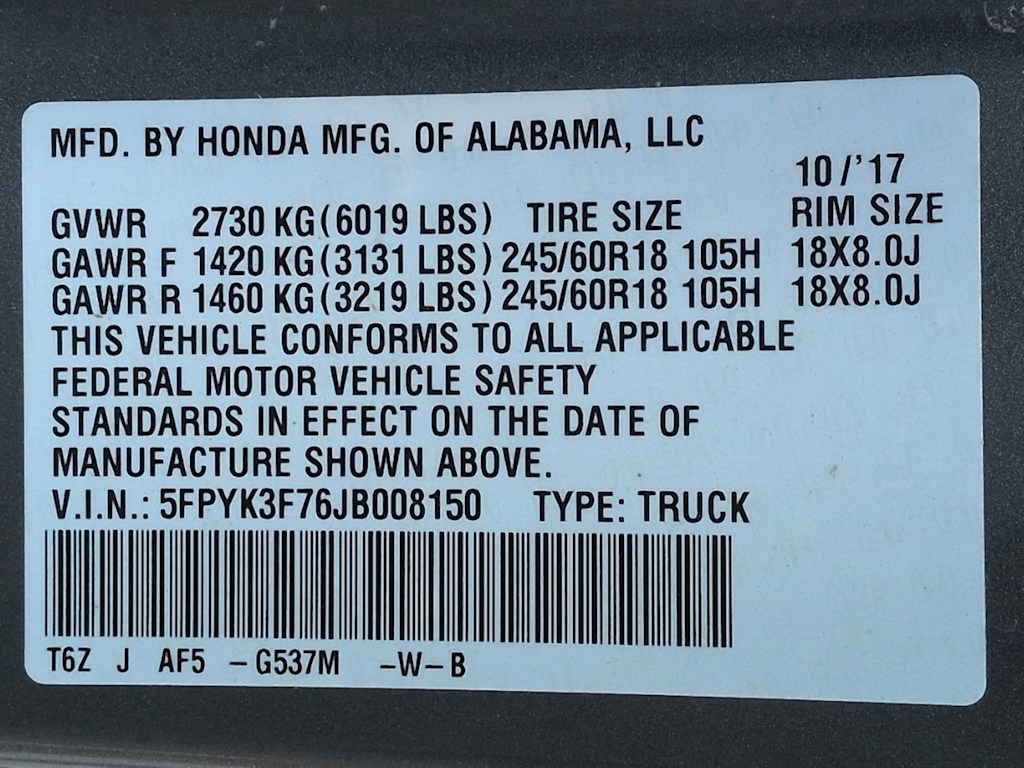 MFD. BY HONDA MFG. OF ALABAMA, LLC
10/'17
GVWR 2730 KG(6019 LBS) TIRE SIZE RIM SIZE
GAWR F 1420 KG(3131 LBS) 245/60R18 105H 18X8.0J
GAWR R 1460 KG(3219 LBS) 245/60R18 105H 18X8.0J
THIS VEHICLE CONFORMS TO ALL APPLICABLE
FEDERAL MOTOR VEHICLE SAFETY
STANDARDS IN EFFECT ON THE DATE OF
MANUFACTURE SHOWN ABOVE.
V.I.N.: 5FPYK3F76JB008150 TYPE: TRUCK
T6Z J AF5 -G537M -W-B